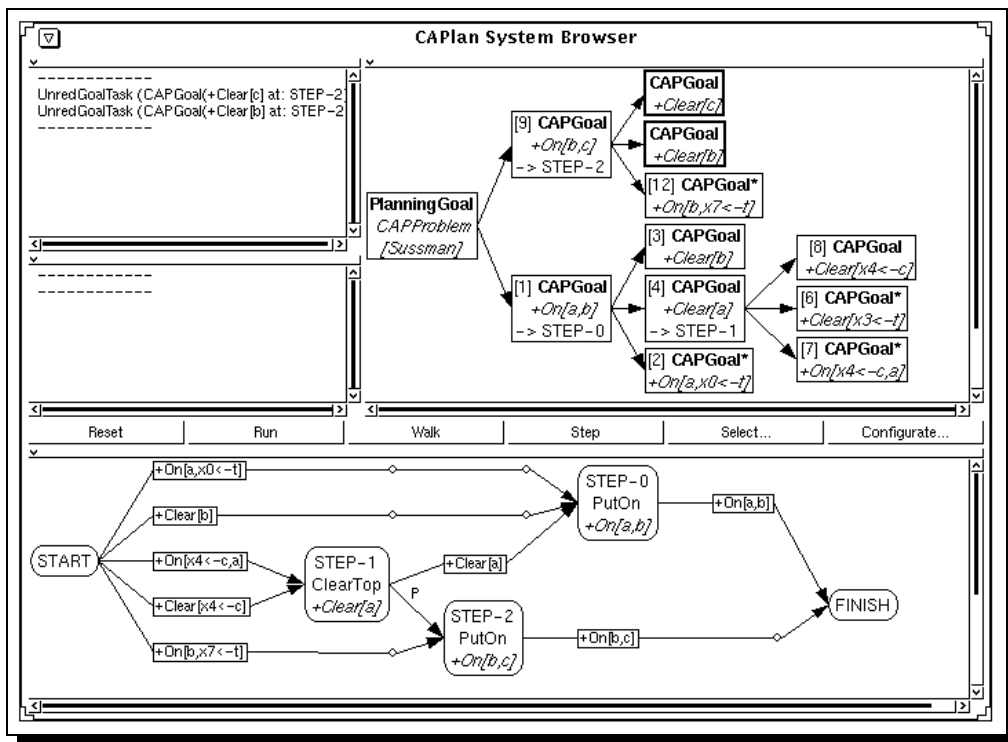 CAPlan System Browser
- - - - - - - - - - - - - -
UnredGoalTask (CAPGoal(+Clear[c] at: STEP-2
UnredGoalTask (CAPGoal(+Clear[b] at: STEP-2
- - - - - - - - - - - - - -
- - - - - - - - - - - - - -
- - - - - - - - - - - - - -
PlanningGoal
CAPProblem
[Sussman]
[9] CAPGoal
+On[b,c]
-> STEP-2
[1] CAPGoal
+On[a,b]
-> STEP-0
CAPGoal
+Clear[c]
CAPGoal
+Clear[b]
[12] CAPGoal*
+On[b,x7<-t]
[3] CAPGoal
+Clear[b]
[4] CAPGoal
+Clear[a]
-> STEP-1
[2] CAPGoal*
+On[a,x0<-t]
[8] CAPGoal
+Clear[x4<-c]
[6] CAPGoal*
+Clear[x3<-t]
[7] CAPGoal*
+On[x4<-c,a]
Reset Run Walk Step Select... Configurate...
START
+On[a,x0<-t]
+Clear[b]
+On[x4<-c,a]
+Clear[x4<-c]
+On[b,x7<-t]
STEP-1
ClearTop
+Clear[a]
+Clear[a]
P
STEP-2
PutOn
+On[b,c]
STEP-0
PutOn
+On[a,b]
+On[a,b]
+On[b,c]
FINISH